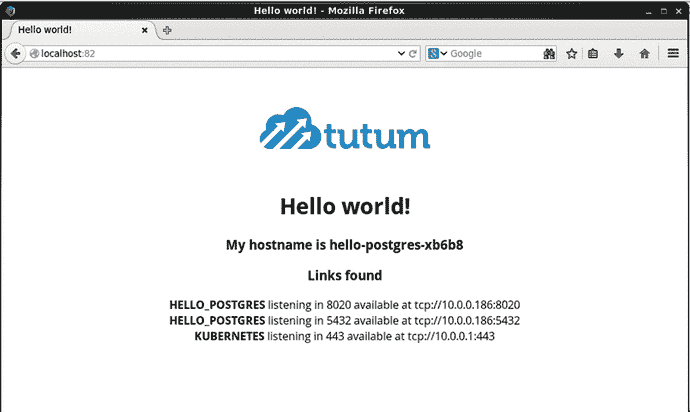 Hello world! - Mozilla Firefox
Hello world!
localhost:82
Google
tutum
Hello world!
My hostname is hello-postgres-xb6b8
Links found
HELLO_POSTGRES listening in 8020 available at tcp://10.0.0.186:8020
HELLO_POSTGRES listening in 5432 available at tcp://10.0.0.186:5432
KUBERNETES listening in 443 available at tcp://10.0.0.1:443